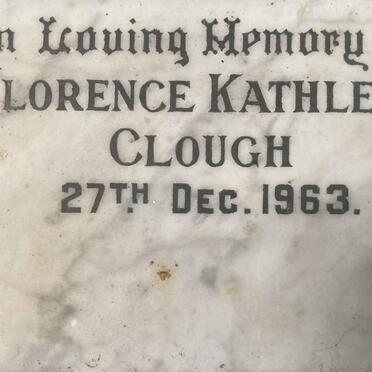 n Loving Memory
LORENCE KATHLE
CLOUGH
27TH DEC. 1963.